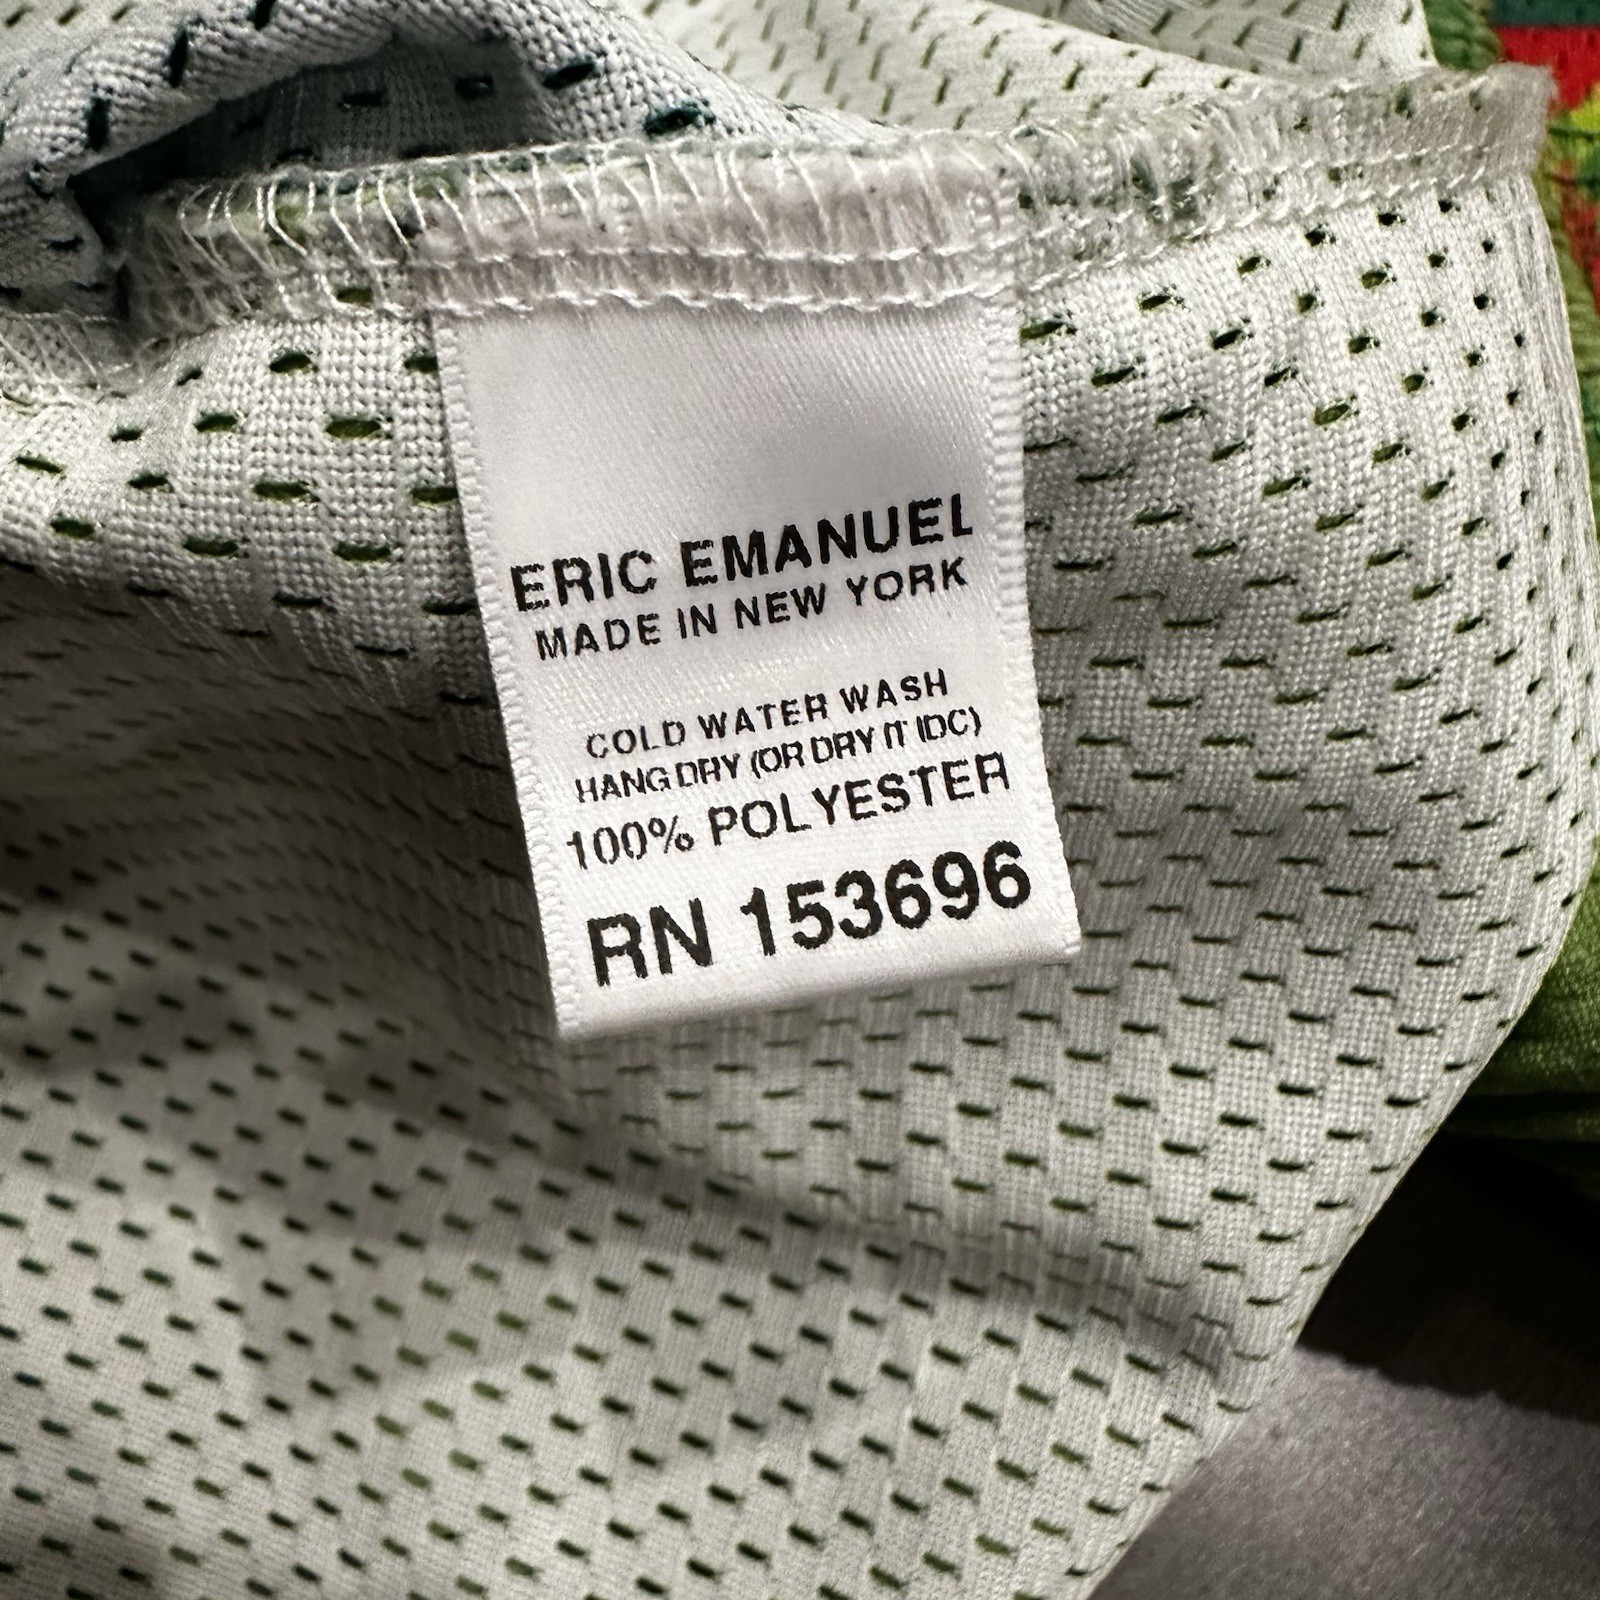 ERIC EMANUEL
MADE IN NEW YORK
COLD WATER WASH
HANG DRY (OR DRY IT IDC)
100% POLYESTER
RN 153696